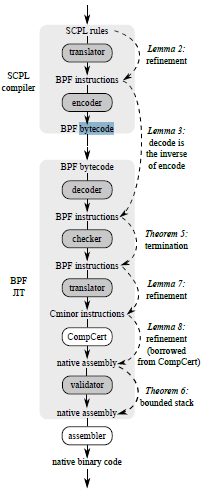 SCPL rules
translator
Lemma 2:
refinement
BPF instructions
SCPL
compiler
encoder
BPF bytecode
Lemma 3:
decode is
the inverse
of encode
BPF bytecode
decoder
BPF instructions
Theorem 5:
termination
checker
BPF instructions
Lemma 7:
refinement
BPF
JIT
translator
Cminor instructions
Lemma 8:
refinement
(borrowed
from CompCert)
CompCert
native assembly
Theorem 6:
bounded stack
validator
native assembly
assembler
native binary code